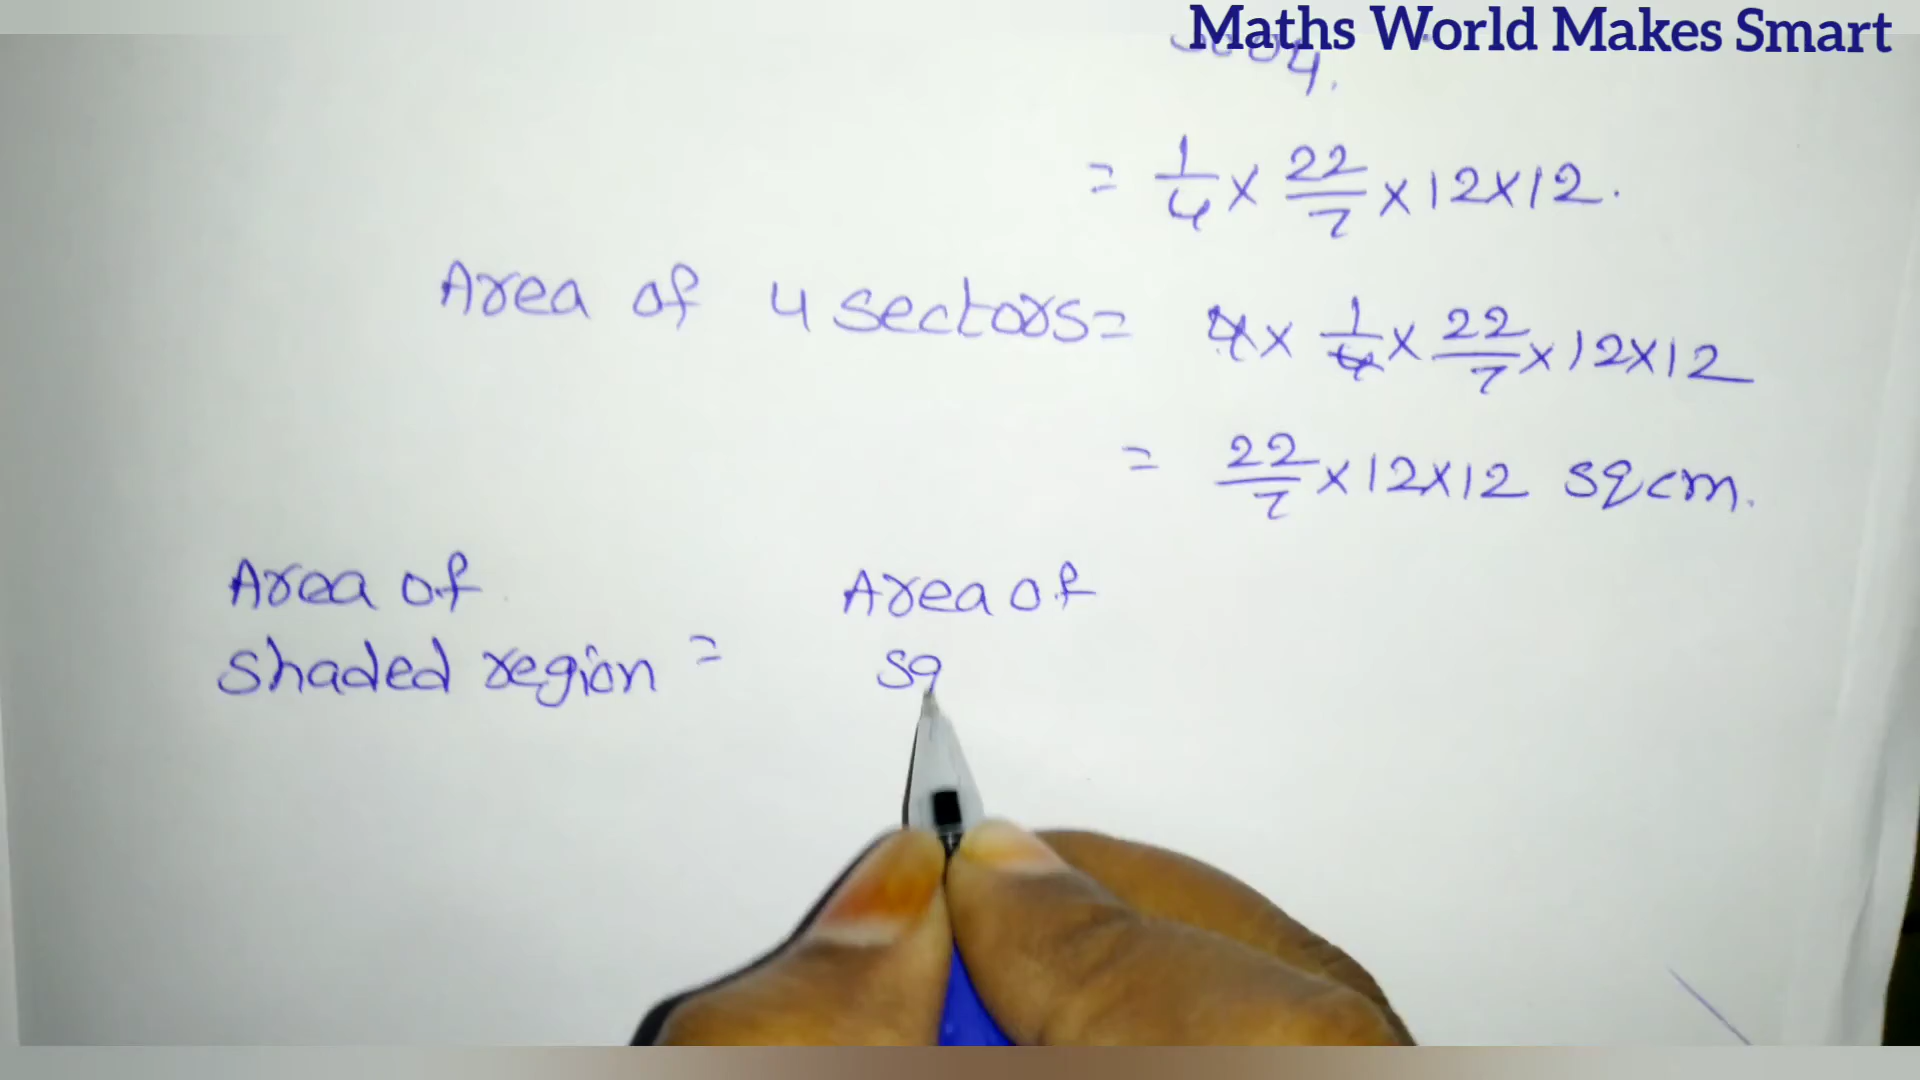 Maths World Makes Smart
= 1/4 × 22/7 × 12×12.
Area of 4 sectors = 4 × 1/4 × 22/7 × 12×12
= 22/7 × 12×12 sq cm.
Area of Area of
shaded region = sq